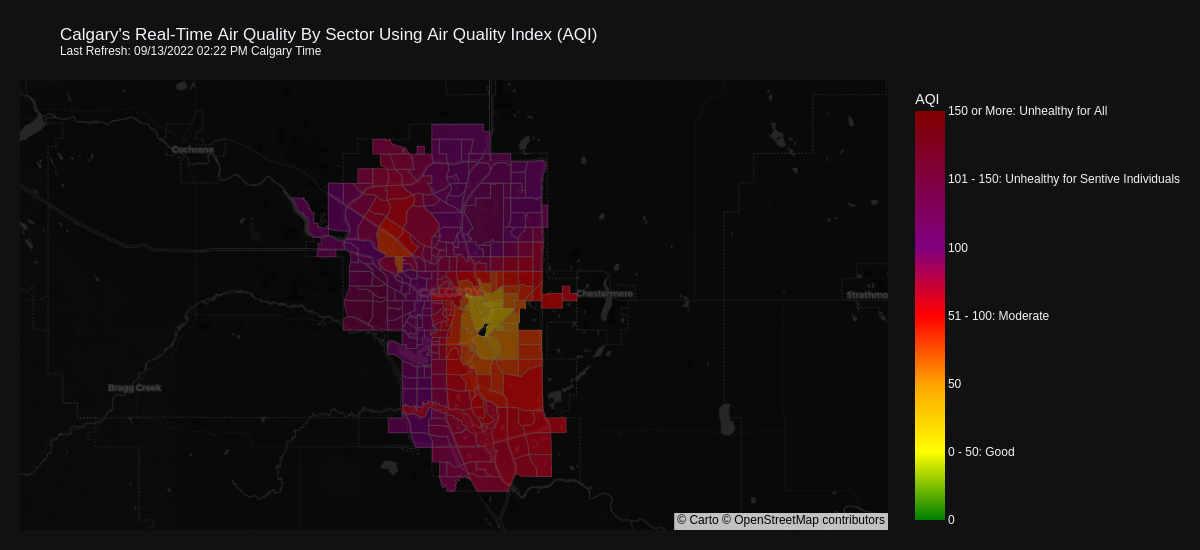 Calgary's Real-Time Air Quality By Sector Using Air Quality Index (AQI)
Last Refresh: 09/13/2022 02:22 PM Calgary Time
AQI
150 or More: Unhealthy for All
Cochrane
101 - 150: Unhealthy for Sentive Individuals
100
CALGARY
Chestermere
Strathmo
51 - 100: Moderate
50
Bragg Creek
0 - 50: Good
© Carto © OpenStreetMap contributors
0